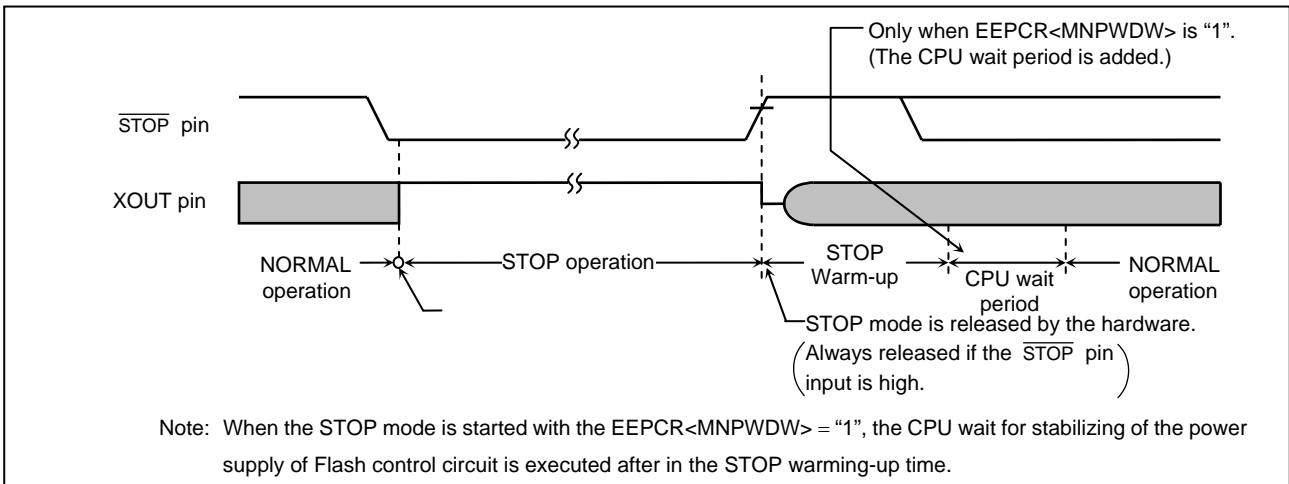 Only when EEPCR<MNPWDW> is “1”.
(The CPU wait period is added.)
STOP pin
XOUT pin
NORMAL
operation
STOP operation
STOP
Warm-up
CPU wait
period
NORMAL
operation
STOP mode is released by the hardware.
(Always released if the STOP pin
input is high.)
Note: When the STOP mode is started with the EEPCR<MNPWDW> = “1”, the CPU wait for stabilizing of the power
supply of Flash control circuit is executed after in the STOP warming-up time.